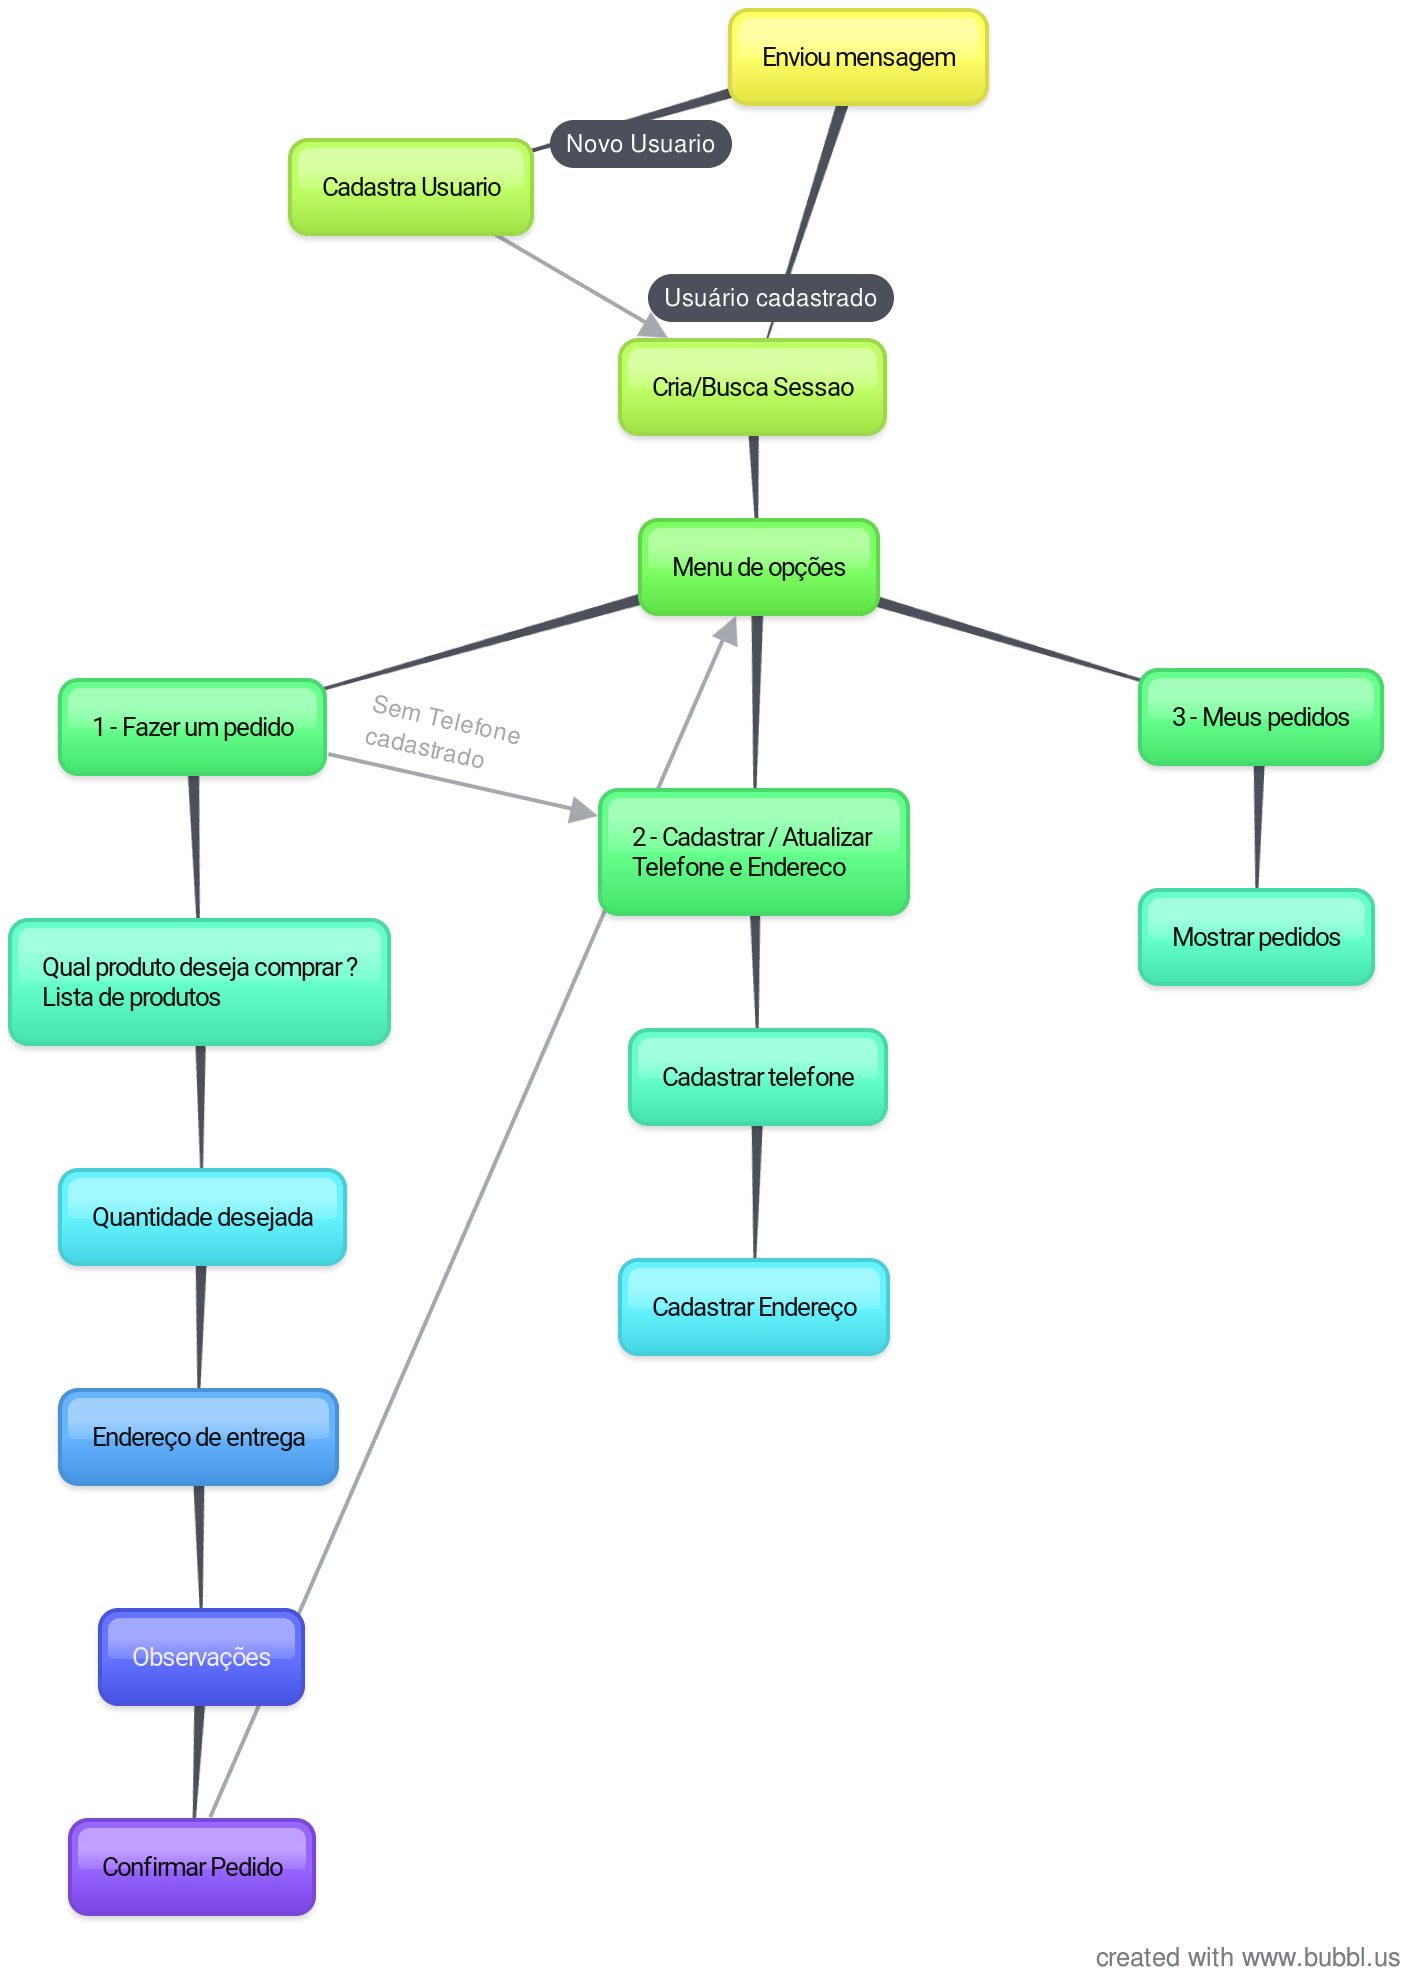 Enviou mensagem
Novo Usuario
Cadastra Usuario
Usuário cadastrado
Cria/Busca Sessao
Menu de opções
1 - Fazer um pedido
Sem Telefone
cadastrado
2 - Cadastrar / Atualizar
Telefone e Endereco
3 - Meus pedidos
Qual produto deseja comprar ?
Lista de produtos
Mostrar pedidos
Cadastrar telefone
Quantidade desejada
Cadastrar Endereço
Endereço de entrega
Observações
Confirmar Pedido
created with www.bubbl.us